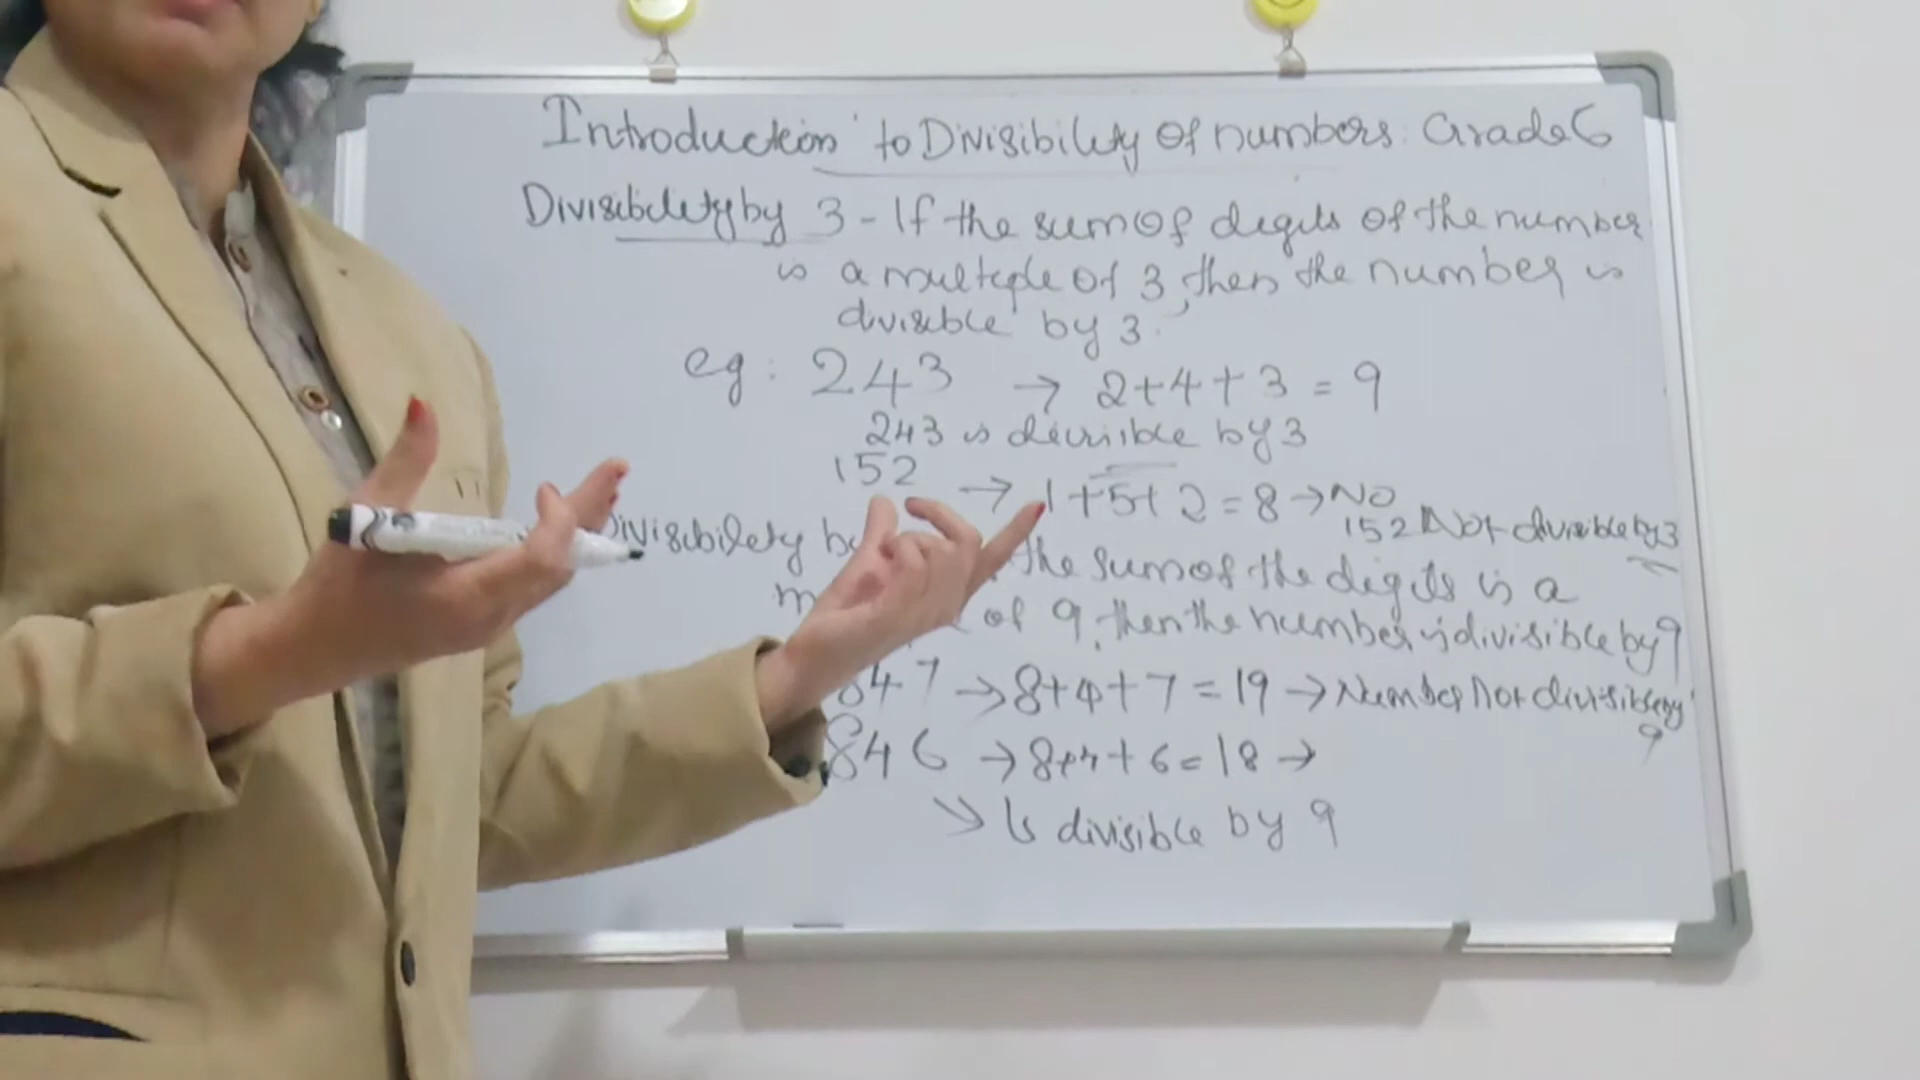 Introduction to Divisibility of numbers: Grade 6
Divisibility by 3 - If the sum of digits of the number
is a multiple of 3, then the number is
divisible by 3.
eg: 243 → 2+4+3 = 9
243 is divisible by 3
152 → 1+5+2 = 8 → No
152 Not divisible by 3
Divisibility the sum of the digits is a
of 9, then the number is divisible by 9
847 → 8+4+7 = 19 → Number Not divisible by
9
846 → 8+4+6 = 18 →
→ Is divisible by 9